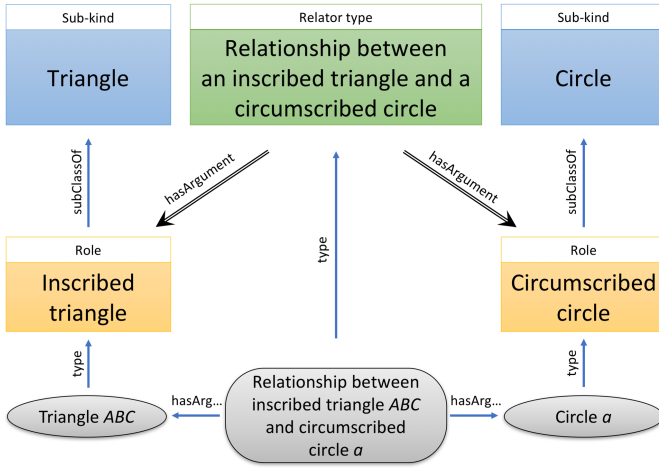 Sub-kind
Relator type
Sub-kind
Triangle
Relationship between
an inscribed triangle and a
circumscribed circle
Circle
subClassOf
hasArgument
type
hasArgument
subClassOf
Role
Role
Inscribed
triangle
Circumscribed
circle
type
type
Triangle ABC
hasArg...
Relationship between
inscribed triangle ABC
and circumscribed
circle a
hasArg...
Circle a